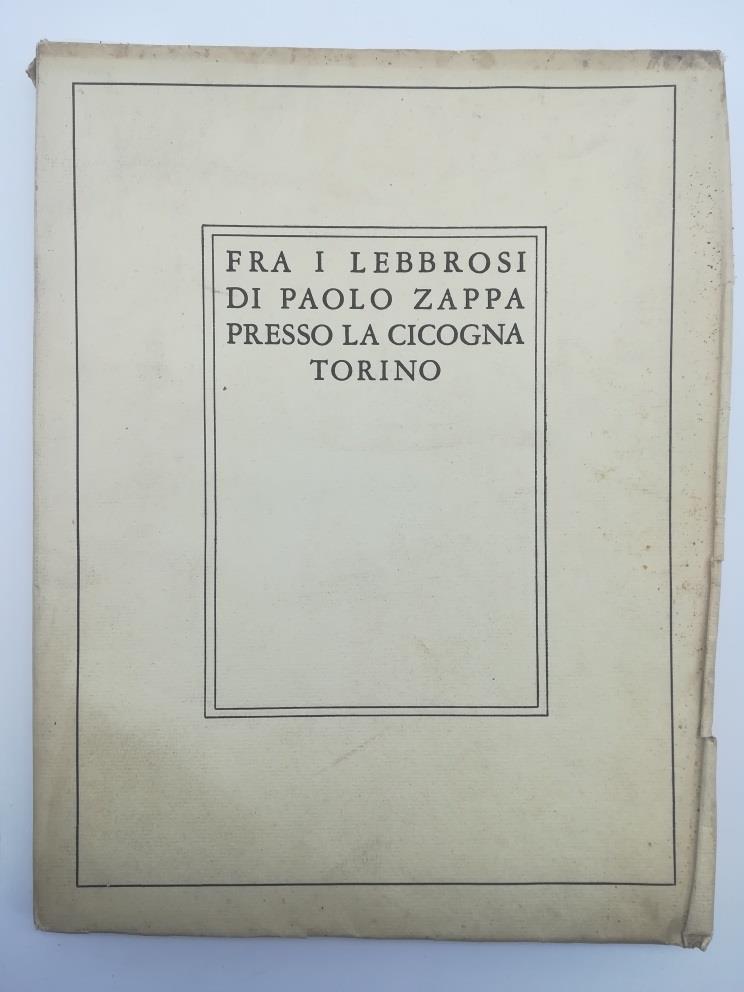 FRA I LEBBROSI
DI PAOLO ZAPPA
PRESSO LA CICOGNA
TORINO